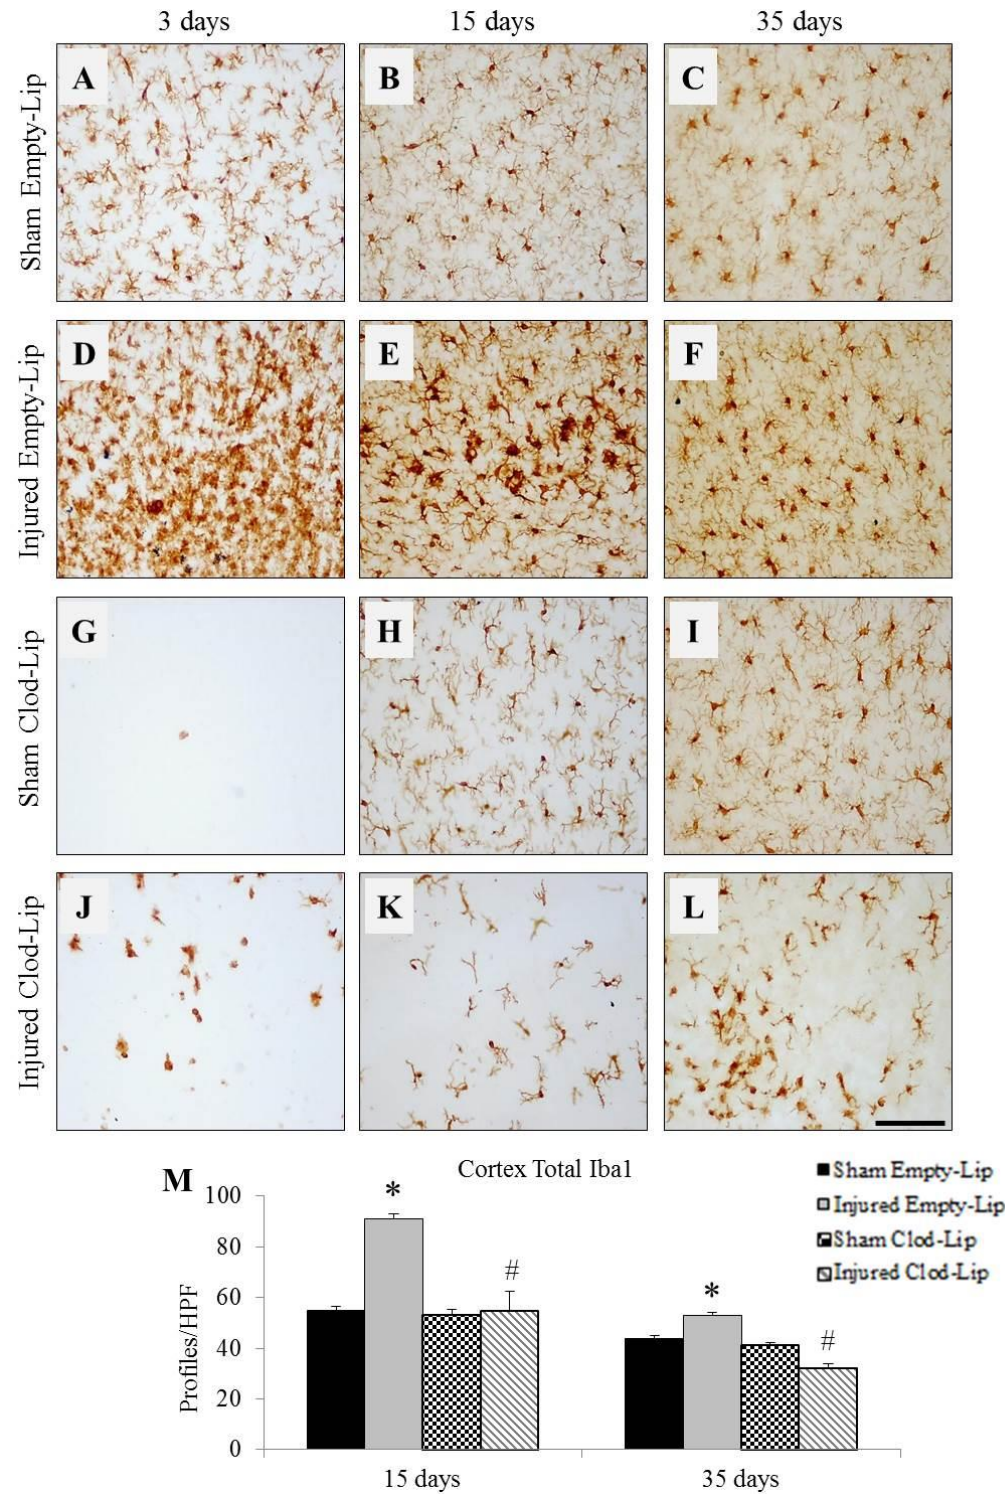 3 days 15 days 35 days
Sham Empty-Lip
A B C
Injured Empty-Lip
D E F
Sham Clod-Lip
G H I
Injured Clod-Lip
J K L
M
Cortex Total Iba1
Profiles/HPF
100
80
60
40
20
0
* # * #
15 days 35 days
Sham Empty-Lip
Injured Empty-Lip
Sham Clod-Lip
Injured Clod-Lip